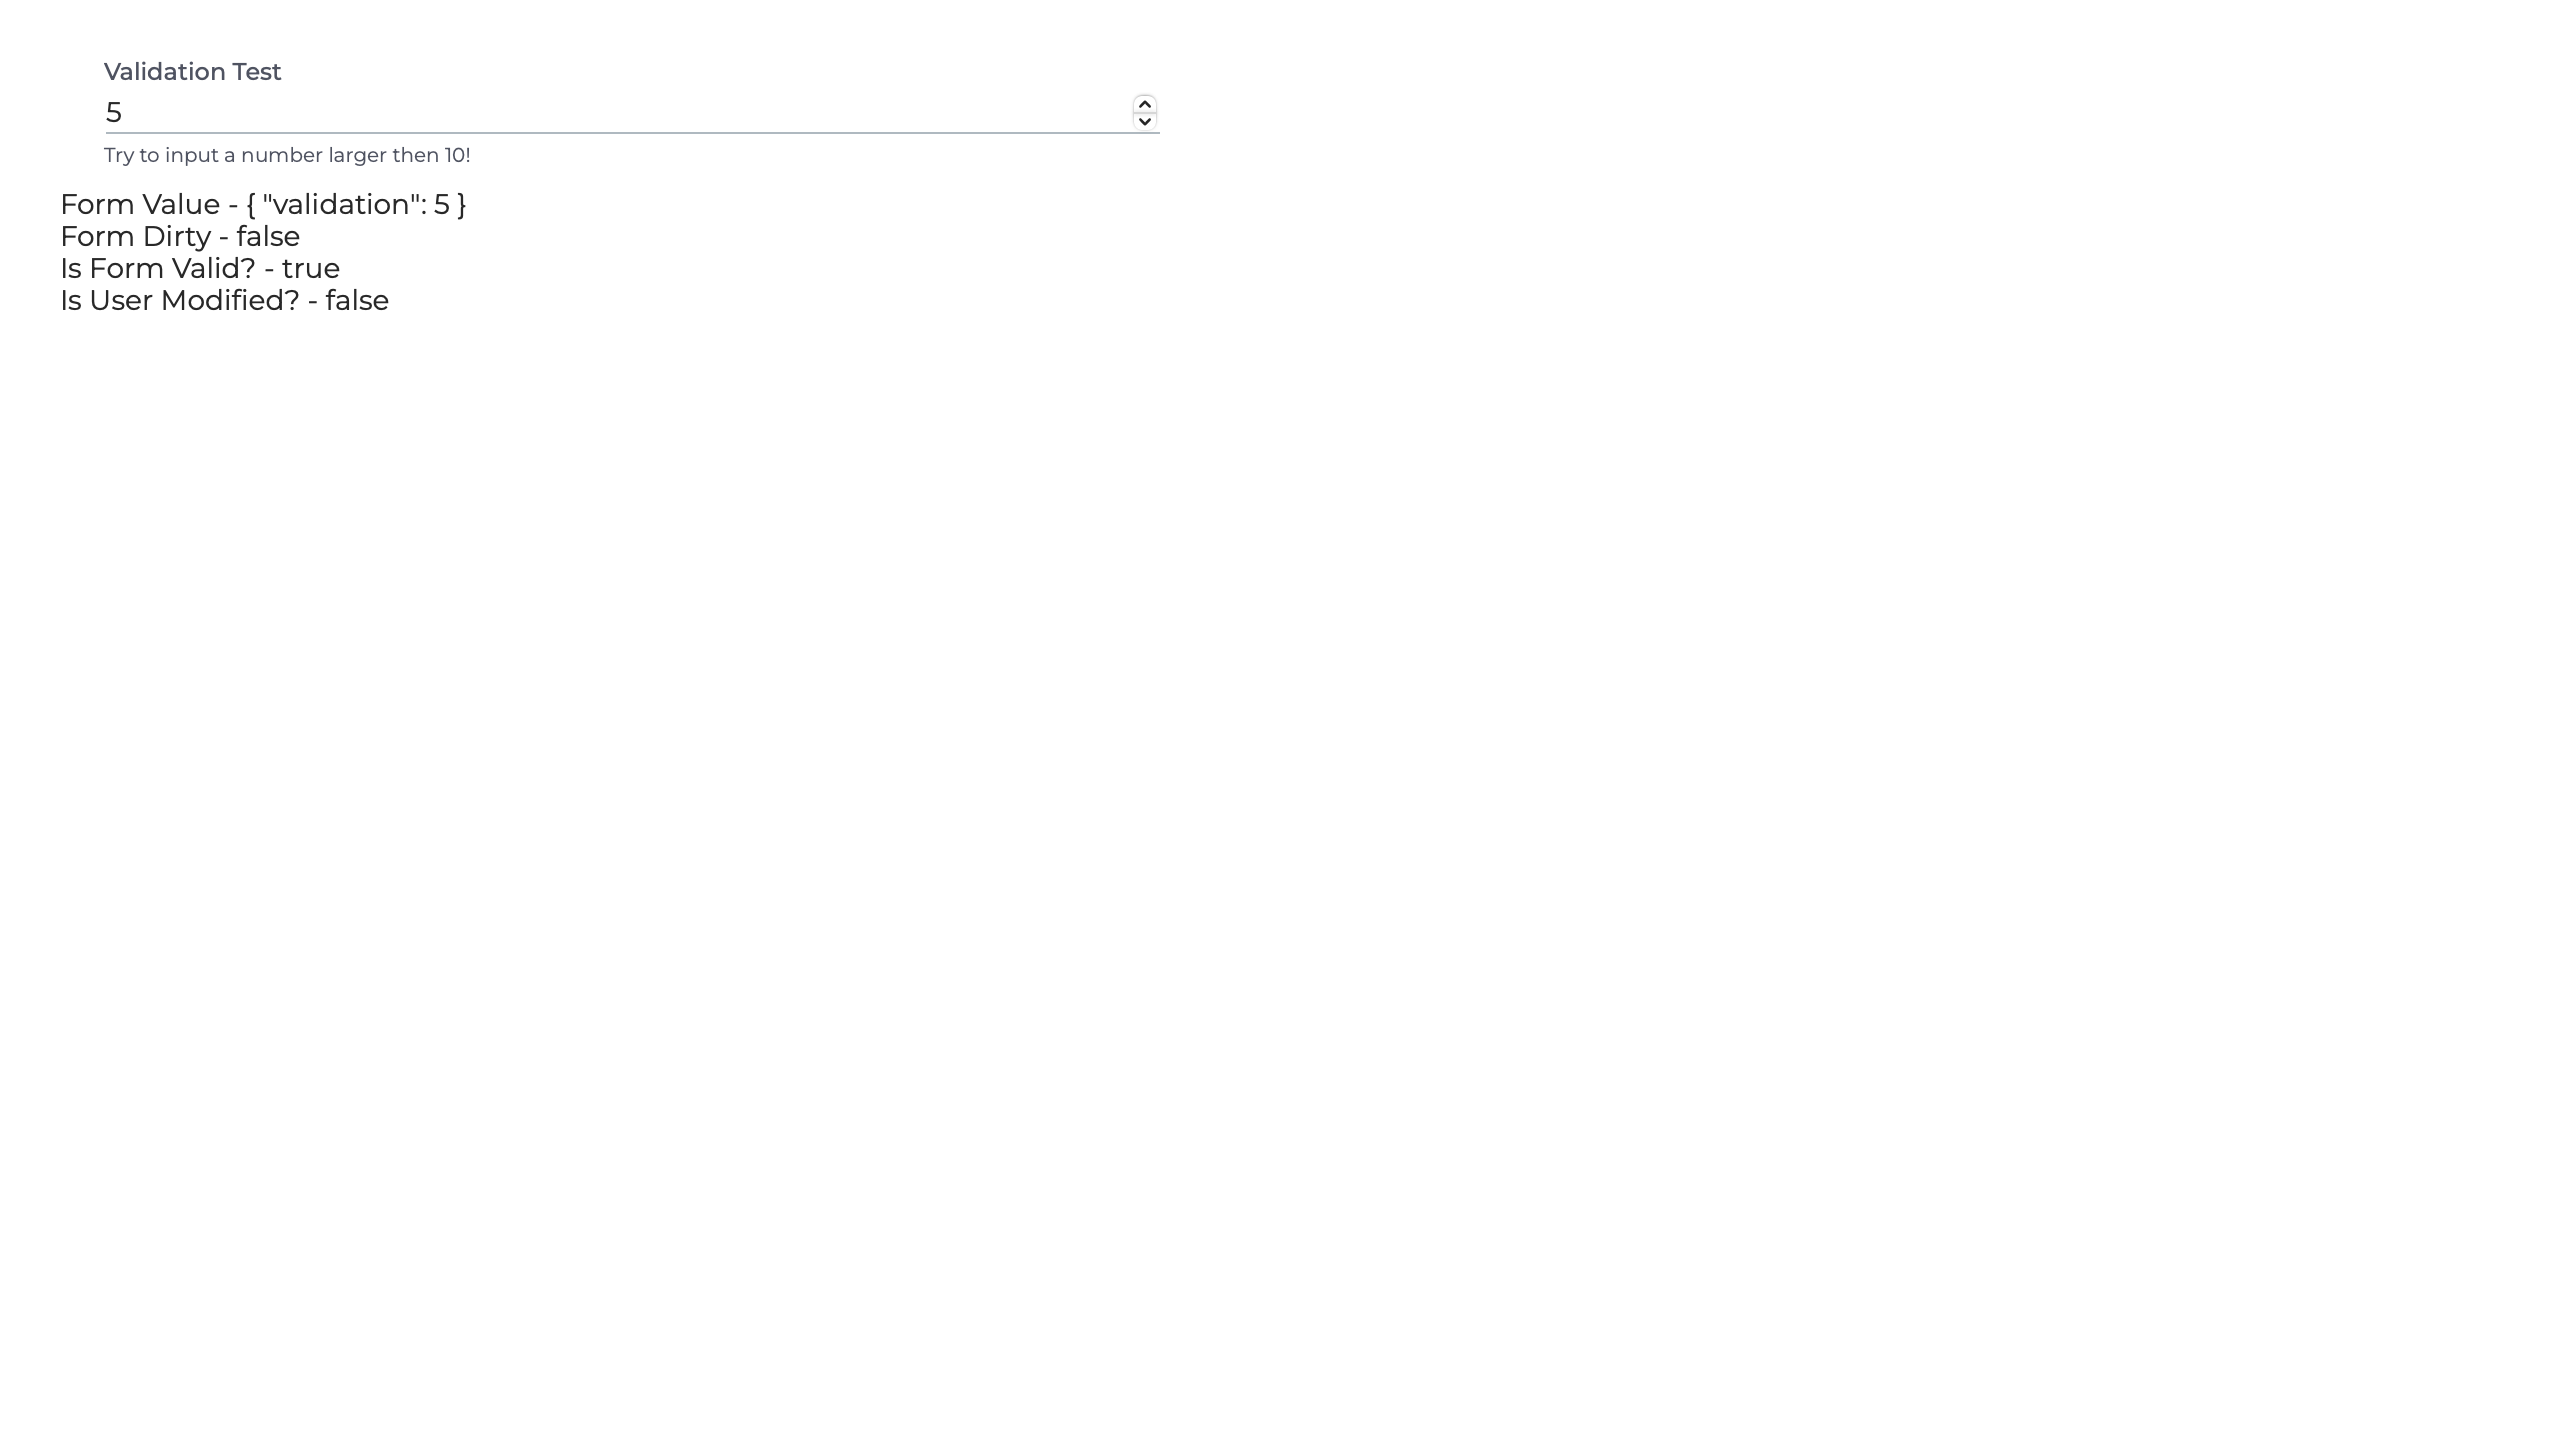 Validation Test
5
Try to input a number larger then 10!
Form Value - { "validation": 5 }
Form Dirty - false
Is Form Valid? - true
Is User Modified? - false